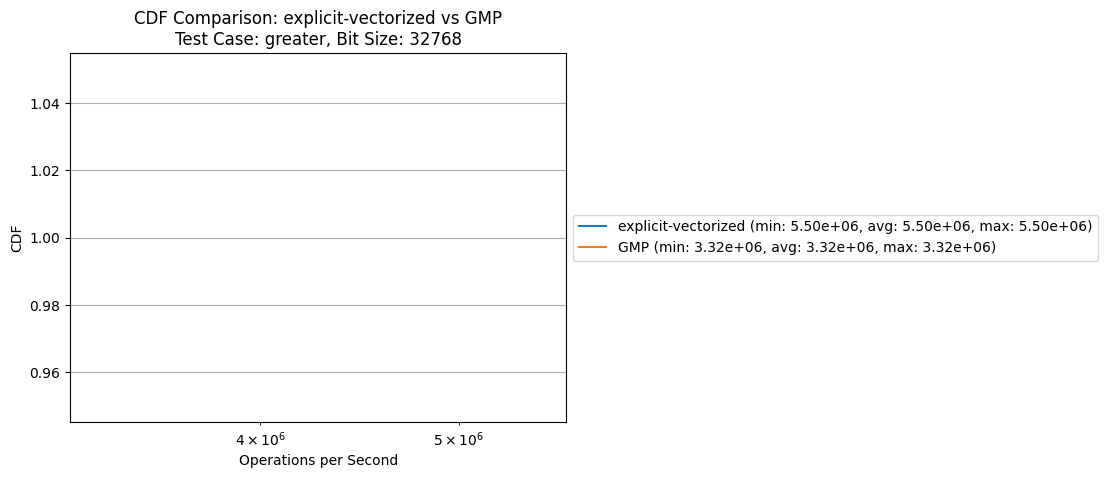 CDF Comparison: explicit-vectorized vs GMP
Test Case: greater, Bit Size: 32768
CDF
1.04
1.02
1.00
0.98
0.96
4 × 10⁶
5 × 10⁶
Operations per Second
explicit-vectorized (min: 5.50e+06, avg: 5.50e+06, max: 5.50e+06)
GMP (min: 3.32e+06, avg: 3.32e+06, max: 3.32e+06)